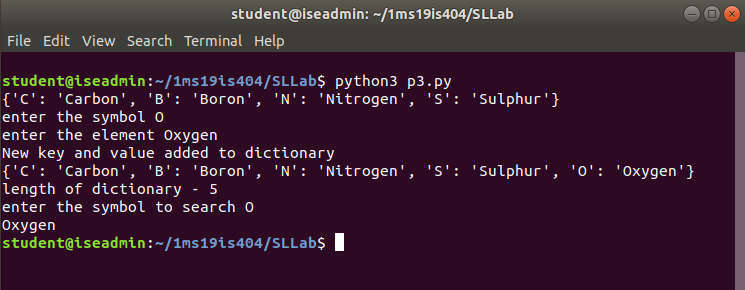 student@iseadmin: ~/1ms19is404/SLLab
File Edit View Search Terminal Help
student@iseadmin:~/1ms19is404/SLLab$ python3 p3.py
{'C': 'Carbon', 'B': 'Boron', 'N': 'Nitrogen', 'S': 'Sulphur'}
enter the symbol O
enter the element Oxygen
New key and value added to dictionary
{'C': 'Carbon', 'B': 'Boron', 'N': 'Nitrogen', 'S': 'Sulphur', 'O': 'Oxygen'}
length of dictionary - 5
enter the symbol to search O
Oxygen
student@iseadmin:~/1ms19is404/SLLab$